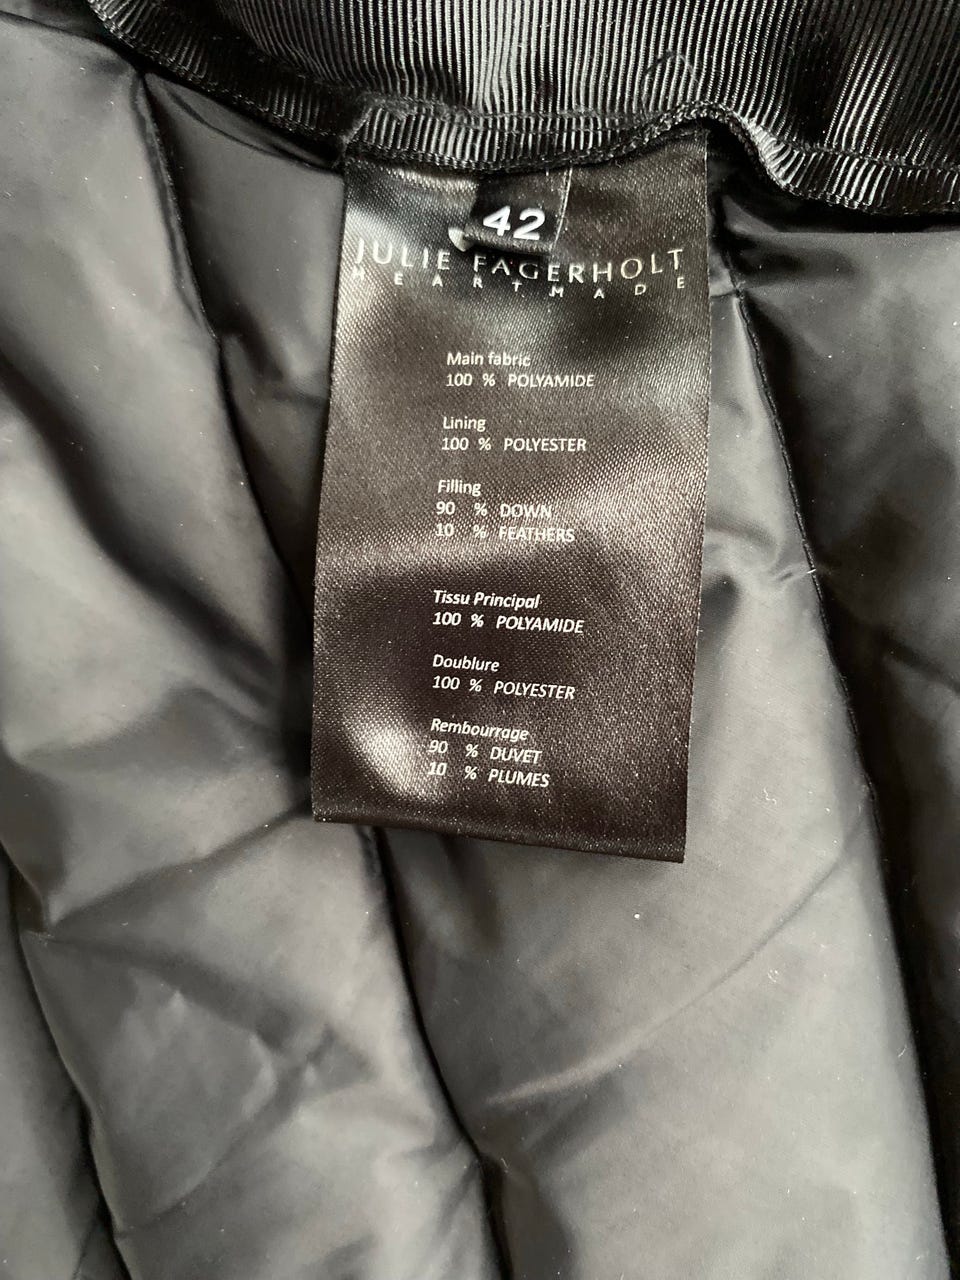 42
JULIE FAGERHOLT
HEARTMADE
Main fabric
100 % POLYAMIDE
Lining
100 % POLYESTER
Filling
90 % DOWN
10 % FEATHERS
Tissu Principal
100 % POLYAMIDE
Doublure
100 % POLYESTER
Rembourrage
90 % DUVET
10 % PLUMES